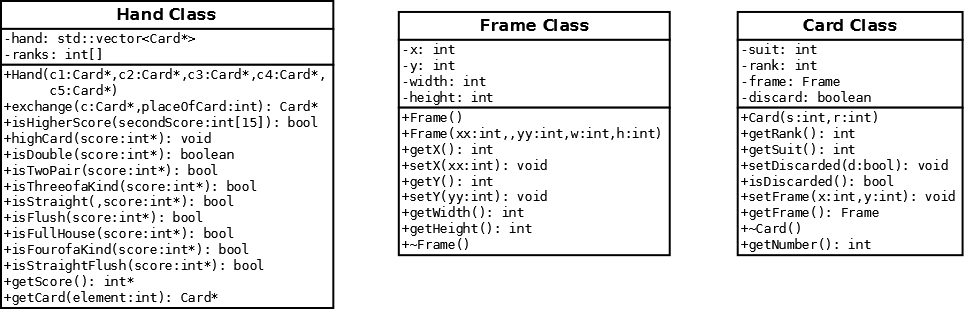 Hand Class
-hand: std::vector<Card*>
-ranks: int[]
+Hand(c1:Card*,c2:Card*,c3:Card*,c4:Card*,
c5:Card*)
+exchange(c:Card*,placeOfCard:int): Card*
+isHigherScore(secondScore:int[15]): bool
+highCard(score:int*): void
+isDouble(score:int*): boolean
+isTwoPair(score:int*): bool
+isThreeofaKind(score:int*): bool
+isStraight(,score:int*): bool
+isFlush(score:int*): bool
+isFullHouse(score:int*): bool
+isFourofaKind(score:int*): bool
+isStraightFlush(score:int*): bool
+getScore(): int*
+getCard(element:int): Card*
Frame Class
-x: int
-y: int
-width: int
-height: int
+Frame()
+Frame(xx:int,,yy:int,w:int,h:int)
+getX(): int
+setX(xx:int): void
+getY(): int
+setY(yy:int): void
+getWidth(): int
+getHeight(): int
+~Frame()
Card Class
-suit: int
-rank: int
-frame: Frame
-discard: boolean
+Card(s:int,r:int)
+getRank(): int
+getSuit(): int
+setDiscarded(d:bool): void
+isDiscarded(): bool
+setFrame(x:int,y:int): void
+getFrame(): Frame
+~Card()
+getNumber(): int